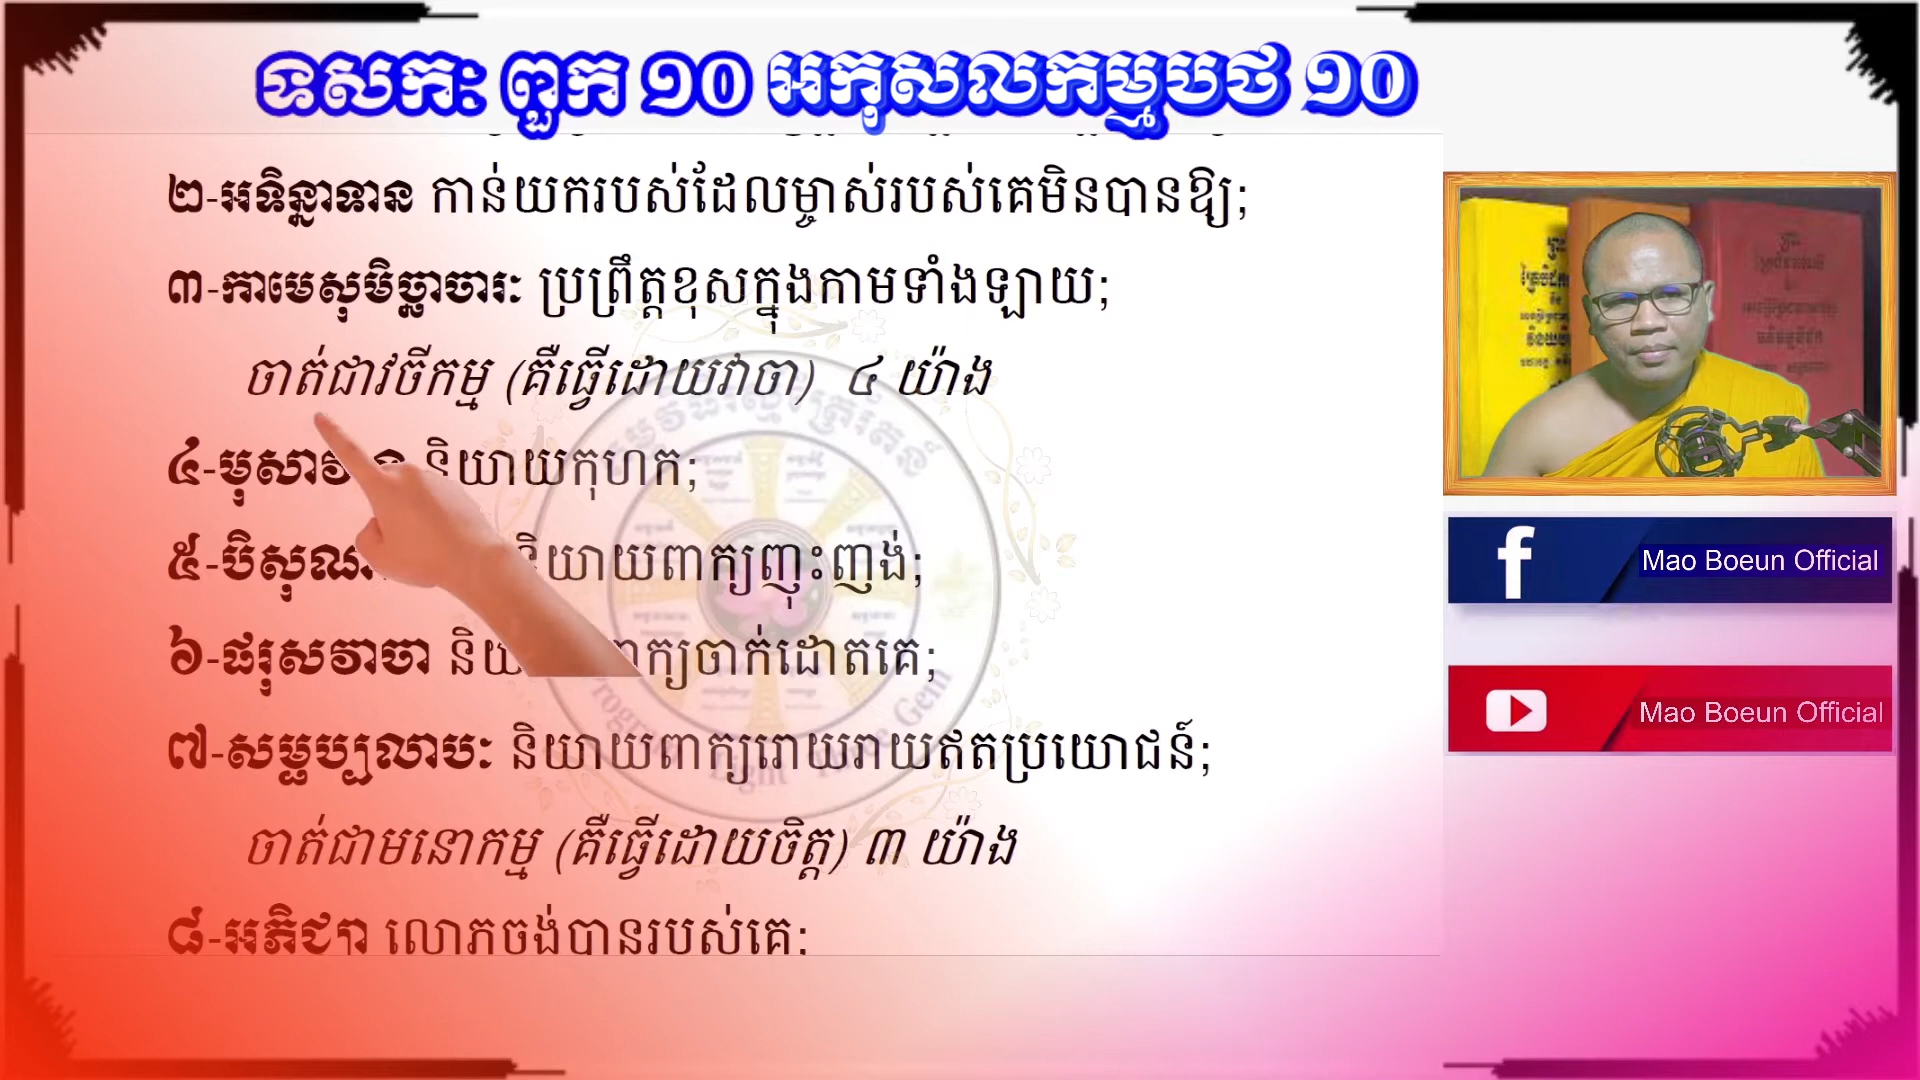 ទសកៈ ពួក ១០ អកុសលកម្មបថ ១០
២-អទិន្នាទាន កាន់យករបស់ដែលម្ចាស់របស់គេមិនបានឱ្យ;
៣-កាមេសុមិច្ឆាចារៈ ប្រព្រឹត្តខុសក្នុងកាមទាំងឡាយ;
ចាត់ជាវចីកម្ម (គឺធ្វើដោយវាចា) ៤ យ៉ាង
៤-មុសាវាទ និយាយកុហក;
៥-បិសុណ និយាយពាក្យញុះញង់;
៦-ផរុសវាចា និយាយពាក្យចាក់ដោតគេ;
៧-សម្ផប្បលាបៈ និយាយពាក្យរោយរាយឥតប្រយោជន៍;
ចាត់ជាមនោកម្ម (គឺធ្វើដោយចិត្ត) ៣ យ៉ាង
៨-អភិជឈា លោភចង់បានរបស់គេ;
Mao Boeun Official
Mao Boeun Official